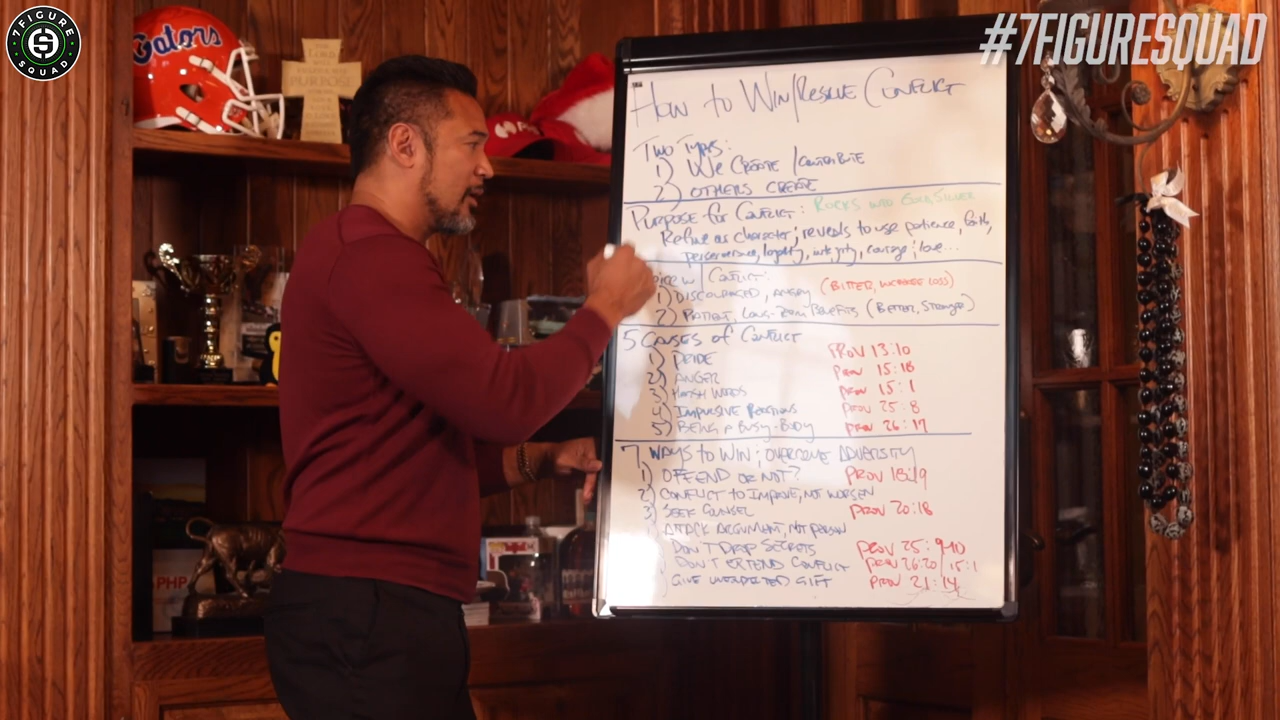 7FIGURE SQUAD
#7FIGURESQUAD
Gators
PURPOSE
PHP
How to Win/Resolve Conflict
Two Types:
1) We Create / Contribute
2) Others Create
Purpose for Conflict: Rocks into Gold, Silver
Refine our character; reveals to use patience, faith,
perseverance, loyalty, integrity, courage, love...
w/ Conflict:
1) Discouraged, Angry (Bitter, Increase Loss)
2) Patient, Long-Term Benefits (Better, Stronger)
5 Causes of Conflict
1) Pride Prov 13:10
2) Anger Prov 15:18
3) Harsh Words Prov 15:1
4) Impulsive Reactions Prov 25:8
5) Being a Busy-Body Prov 26:17
7 Ways to Win; Overcome Adversity
1) Offend or Not? Prov 18:19
2) Conflict to Improve, Not Worsen
3) Seek Counsel Prov 20:18
Attack Argument, Not Person
Don't Drop Secrets Prov 25:9-10
Don't Extend Conflict Prov 26:20/15:1
Give Unexpected Gift Prov 21:14